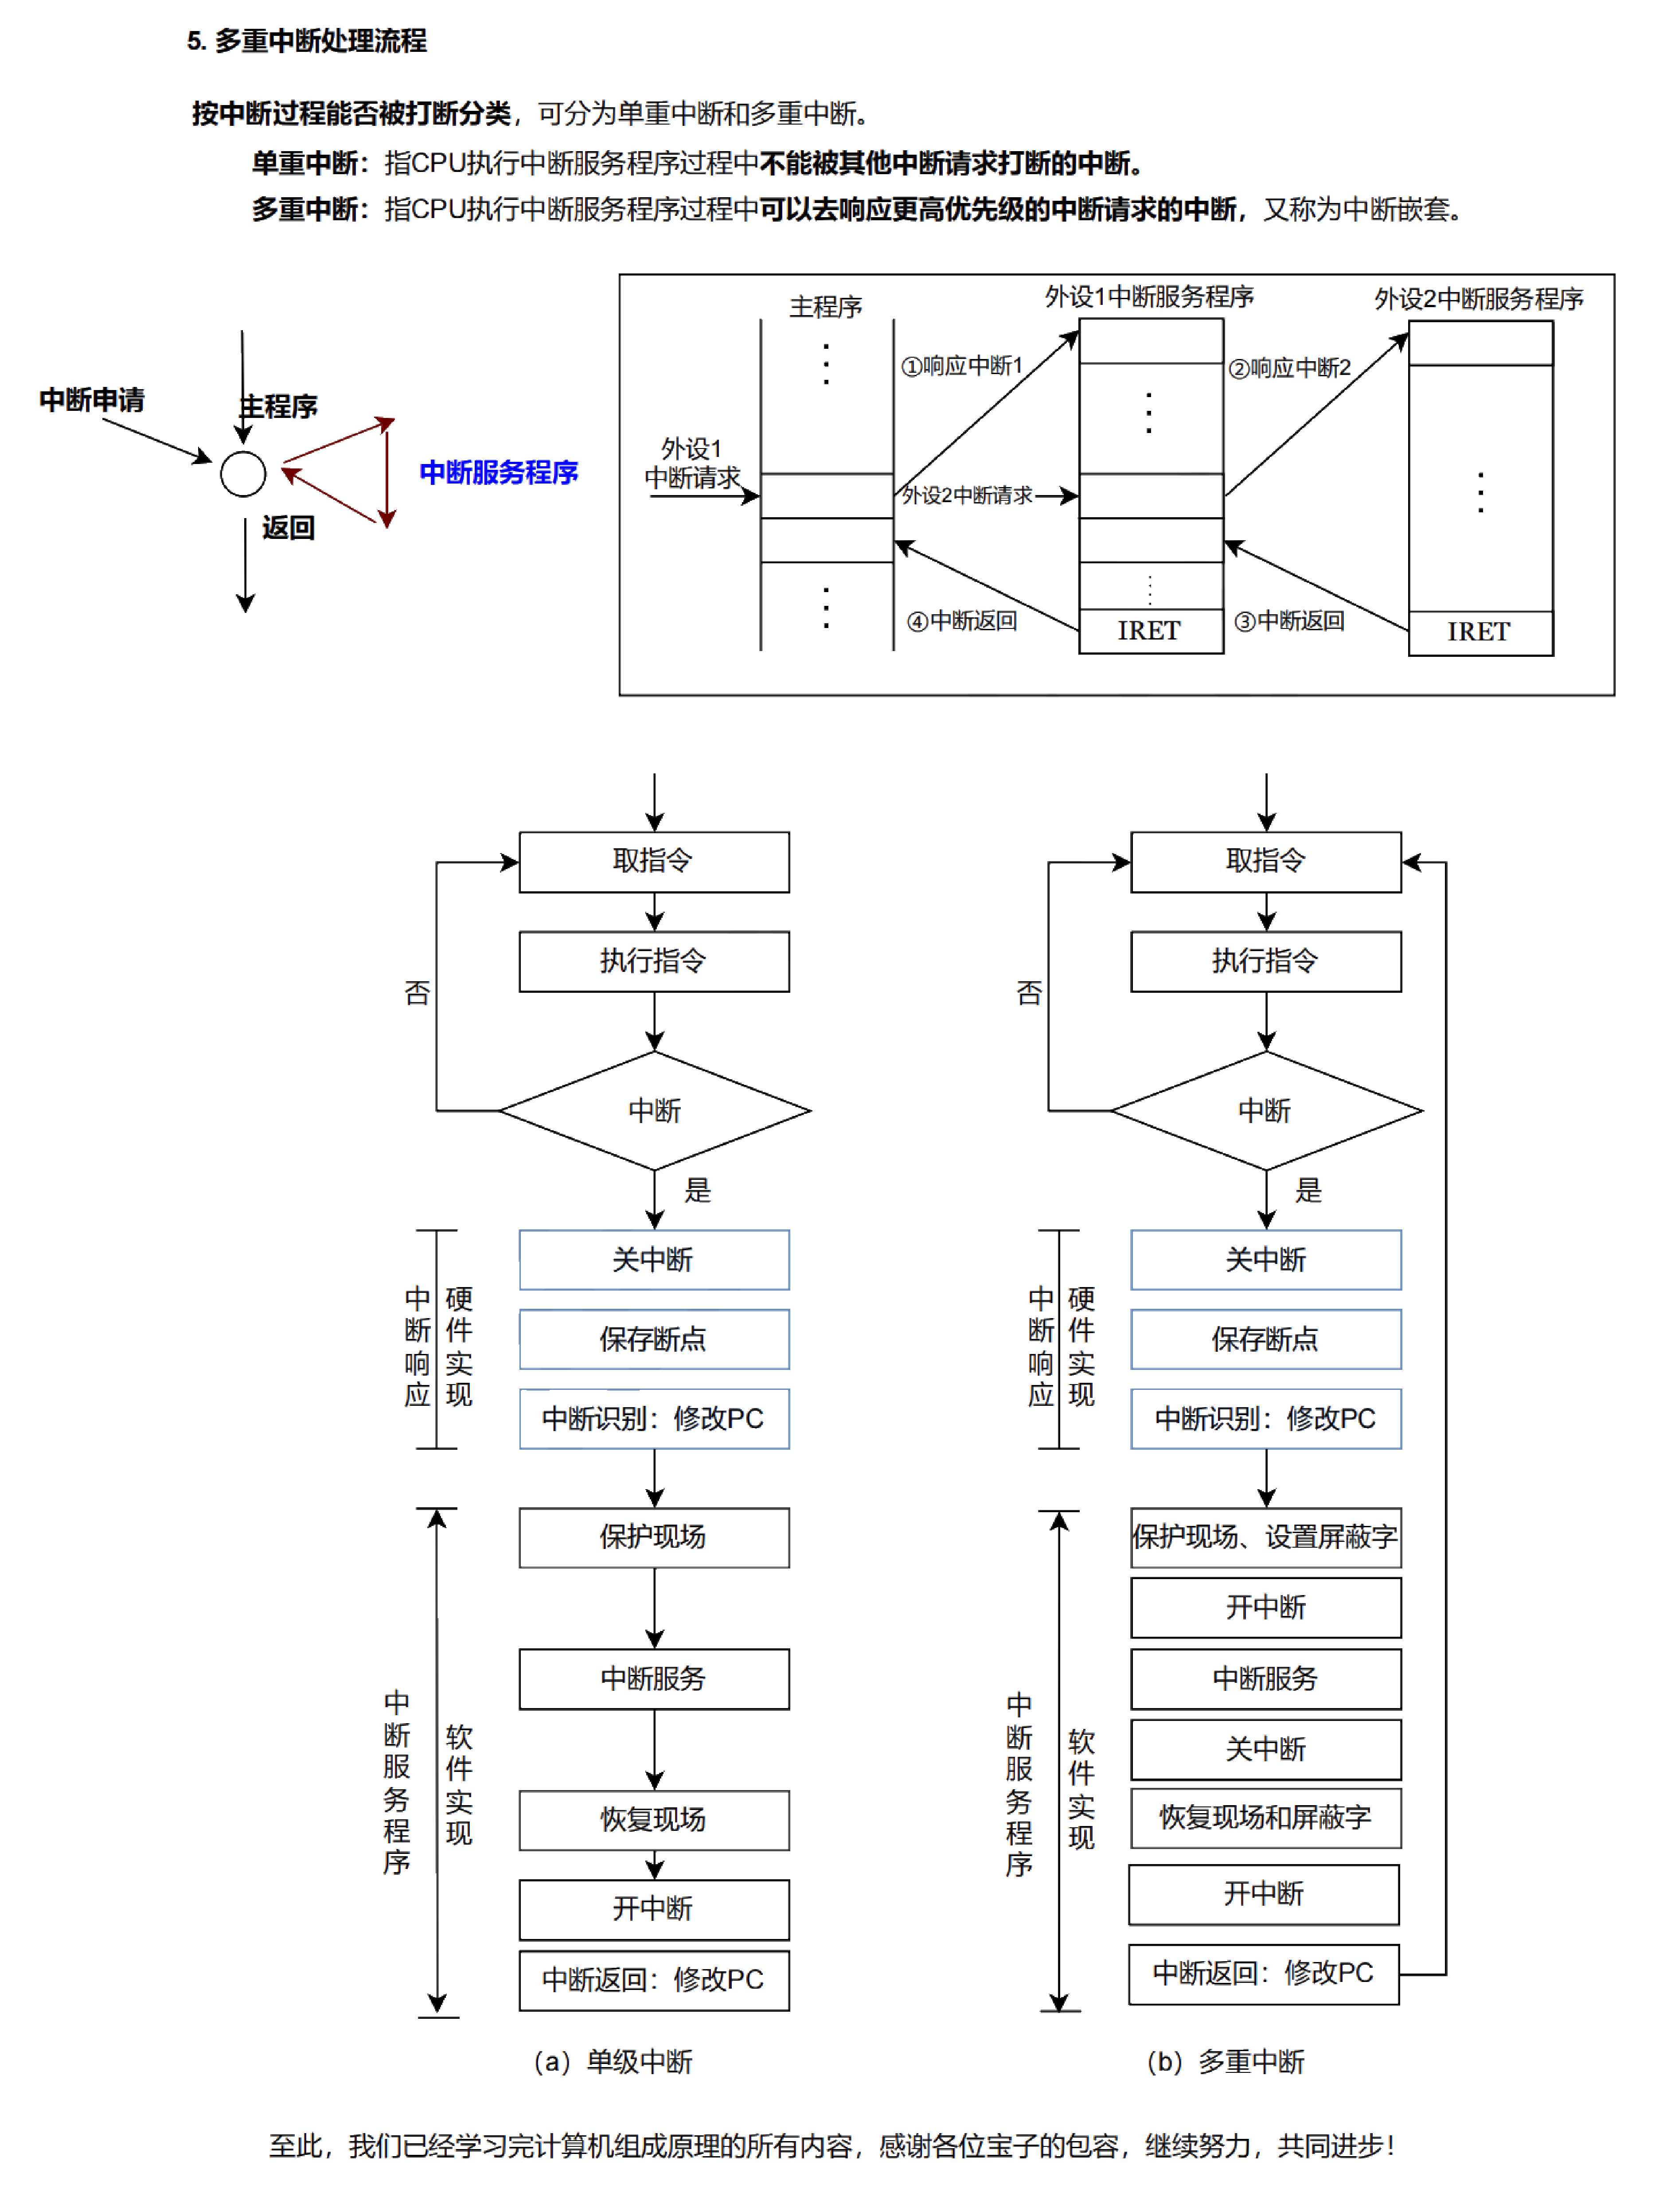 5. 多重中断处理流程
按中断过程能否被打断分类，可分为单重中断和多重中断。
单重中断：指CPU执行中断服务程序过程中不能被其他中断请求打断的中断。
多重中断：指CPU执行中断服务程序过程中可以去响应更高优先级的中断请求的中断，又称为中断嵌套。
中断申请
主程序
中断服务程序
返回
主程序
外设1中断服务程序
外设2中断服务程序
①响应中断1
②响应中断2
外设1
中断请求
外设2中断请求
④中断返回
IRET
③中断返回
IRET
取指令
执行指令
否
中断
是
中断响应
硬件实现
关中断
保存断点
中断识别：修改PC
中断服务程序
软件实现
保护现场
中断服务
恢复现场
开中断
中断返回：修改PC
（a）单级中断
取指令
执行指令
否
中断
是
中断响应
硬件实现
关中断
保存断点
中断识别：修改PC
中断服务程序
软件实现
保护现场、设置屏蔽字
开中断
中断服务
关中断
恢复现场和屏蔽字
开中断
中断返回：修改PC
（b）多重中断
至此，我们已经学习完计算机组成原理的所有内容，感谢各位宝子的包容，继续努力，共同进步！